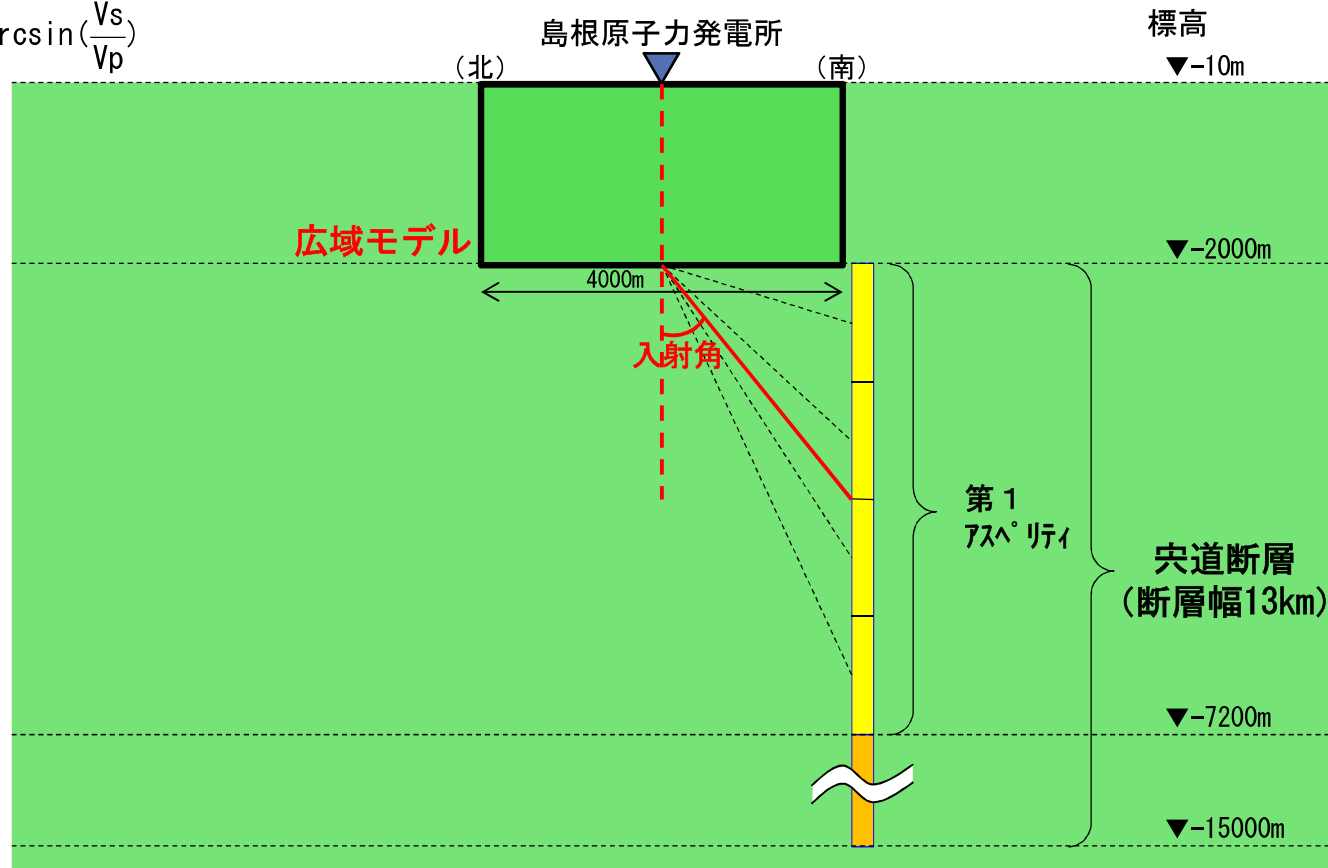 rcsin(Vs/Vp)
島根原子力発電所
標高
(北)
(南)
▼-10m
広域モデル
▼-2000m
4000m
入射角
第1
アスペリティ
宍道断層
(断層幅13km)
▼-7200m
▼-15000m